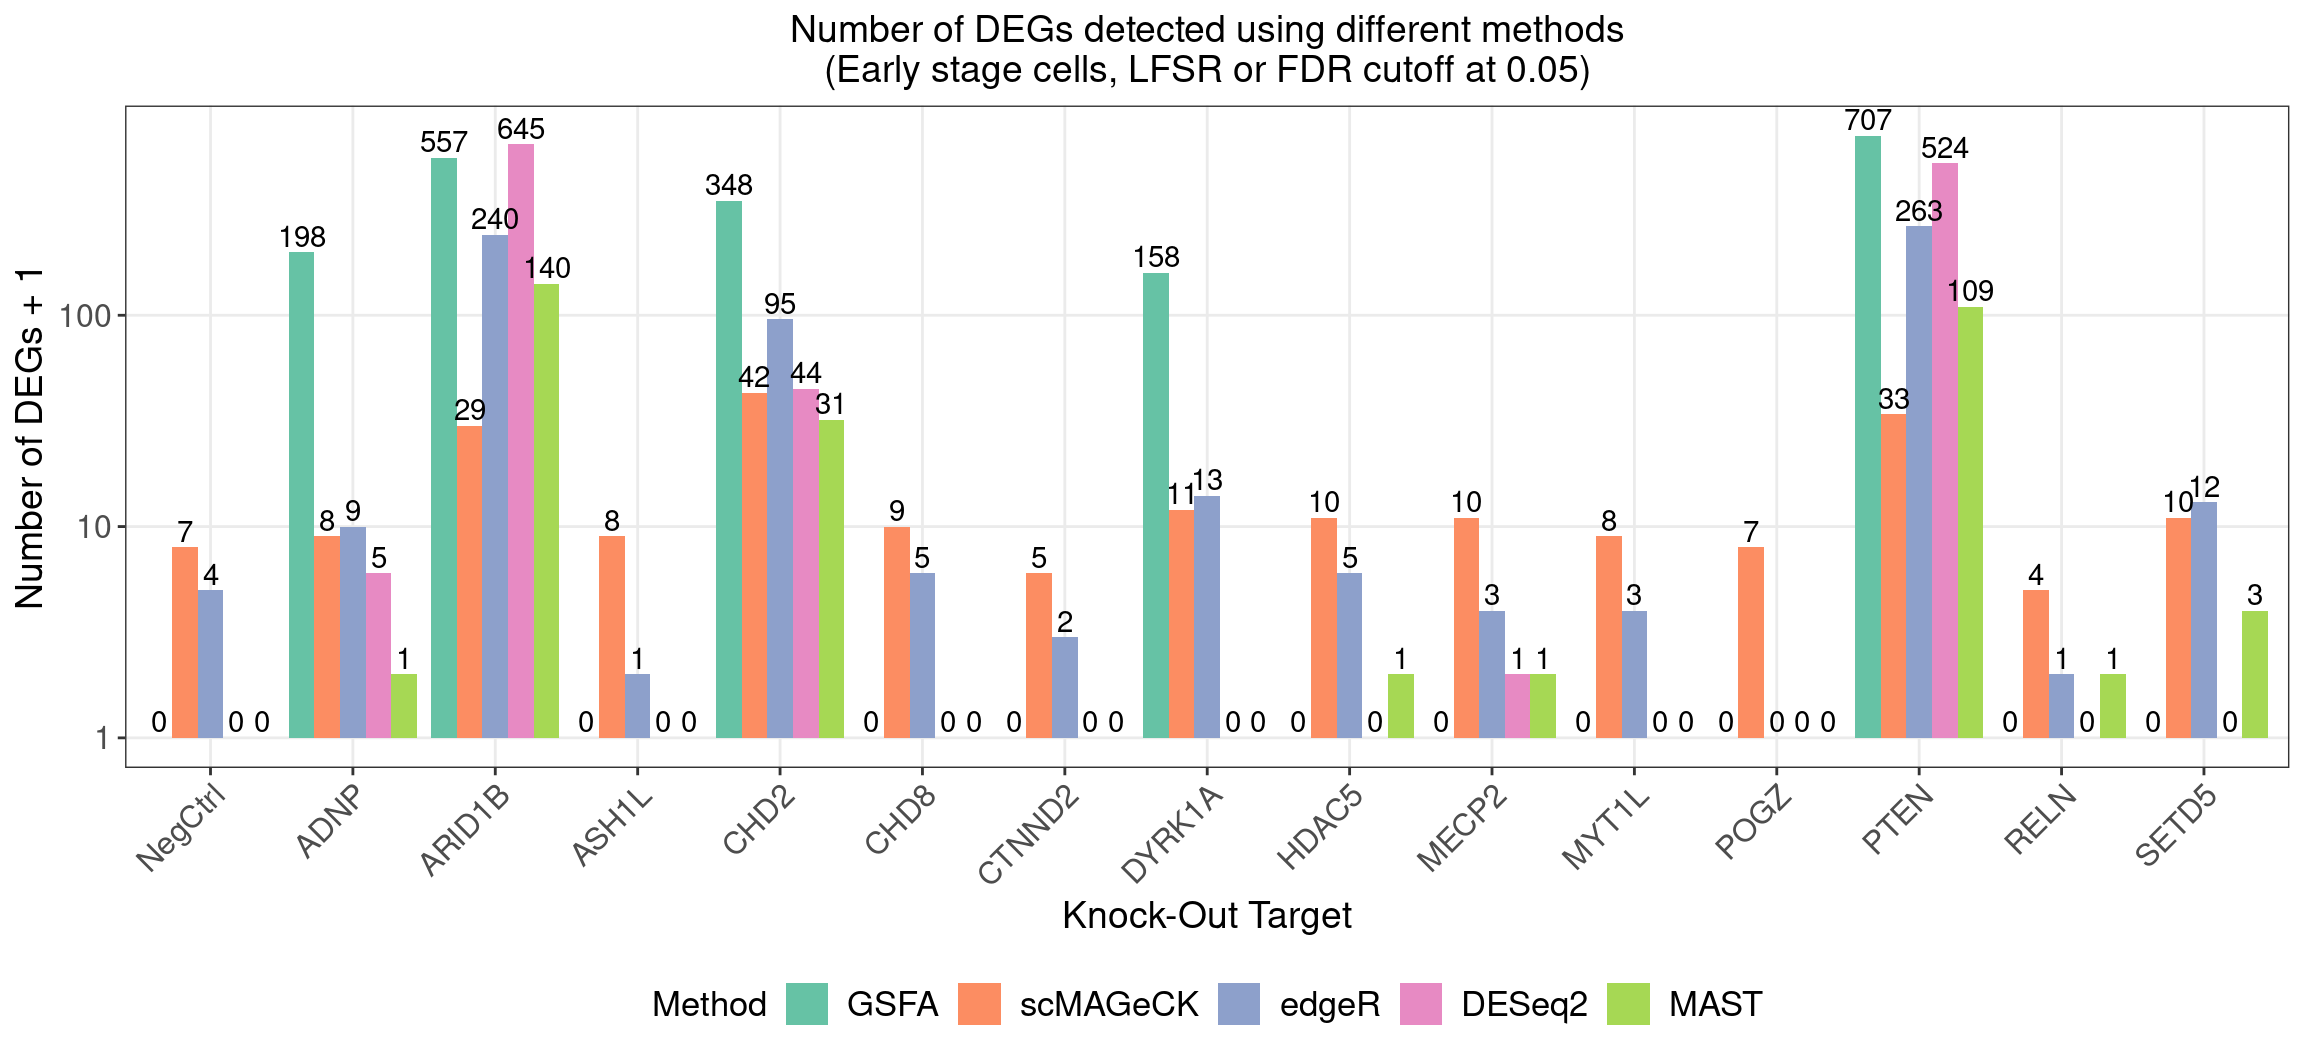 Number of DEGs detected using different methods
(Early stage cells, LFSR or FDR cutoff at 0.05)
Number of DEGs + 1
100
10
1
0 7 4 0 0
198 8 9 5 1
557 29 240 645 140
0 8 1 0 0
348 42 95 44 31
0 9 5 0 0
0 5 2 0 0
158 11 13 0 0
0 10 5 0 1
0 10 3 1 1
0 8 3 0 0
0 7 0 0 0
707 33 263 524 109
0 4 1 0 1
0 10 12 0 3
NegCtrl
ADNP
ARID1B
ASH1L
CHD2
CHD8
CTNND2
DYRK1A
HDAC5
MECP2
MYT1L
POGZ
PTEN
RELN
SETD5
Knock-Out Target
Method GSFA scMAGeCK edgeR DESeq2 MAST